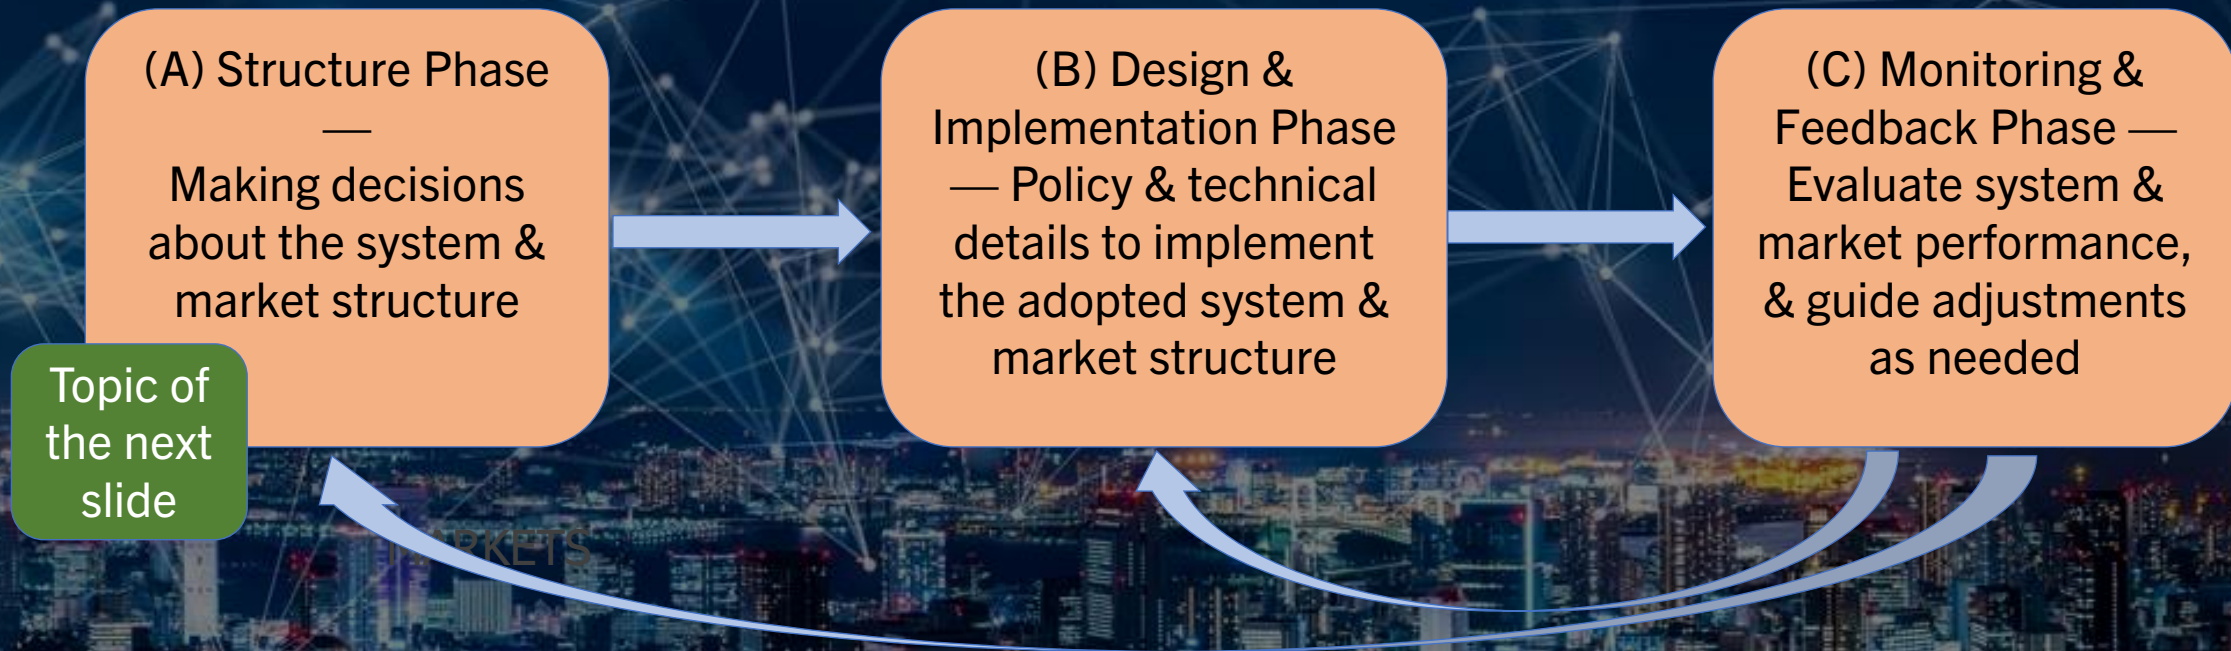 (A) Structure Phase
—
Making decisions
about the system &
market structure
Topic of
the next
slide
(B) Design &
Implementation Phase
— Policy & technical
details to implement
the adopted system &
market structure
(C) Monitoring &
Feedback Phase —
Evaluate system &
market performance,
& guide adjustments
as needed
MARKETS